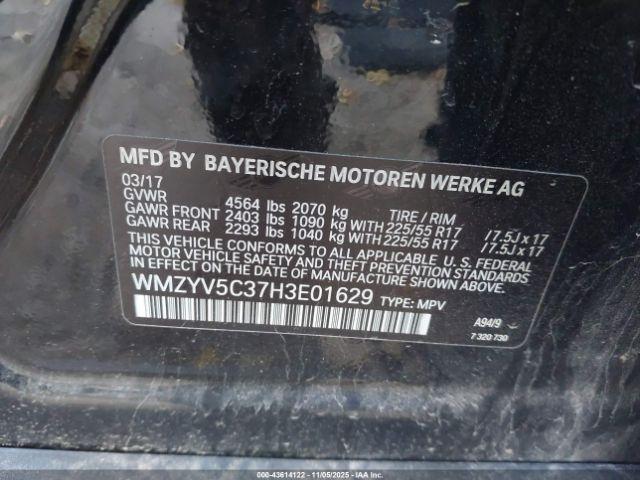 MFD BY BAYERISCHE MOTOREN WERKE AG
03/17
GVWR 4564 lbs 2070 kg TIRE / RIM
GAWR FRONT 2403 lbs 1090 kg WITH 225/55 R17 /7.5J x 17
GAWR REAR 2293 lbs 1040 kg WITH 225/55 R17 /7.5J x 17
THIS VEHICLE CONFORMS TO ALL APPLICABLE U. S. FEDERAL
MOTOR VEHICLE SAFETY, BUMPER, AND THEFT PREVENTION
STANDARDS IN EFFECT ON THE DATE OF MANUFACTURE SHOWN ABOVE.
WMZYV5C37H3E01629 TYPE: MPV
A94/9
7 320 730
000-43614122 - 11/05/2025 - IAAI.COM